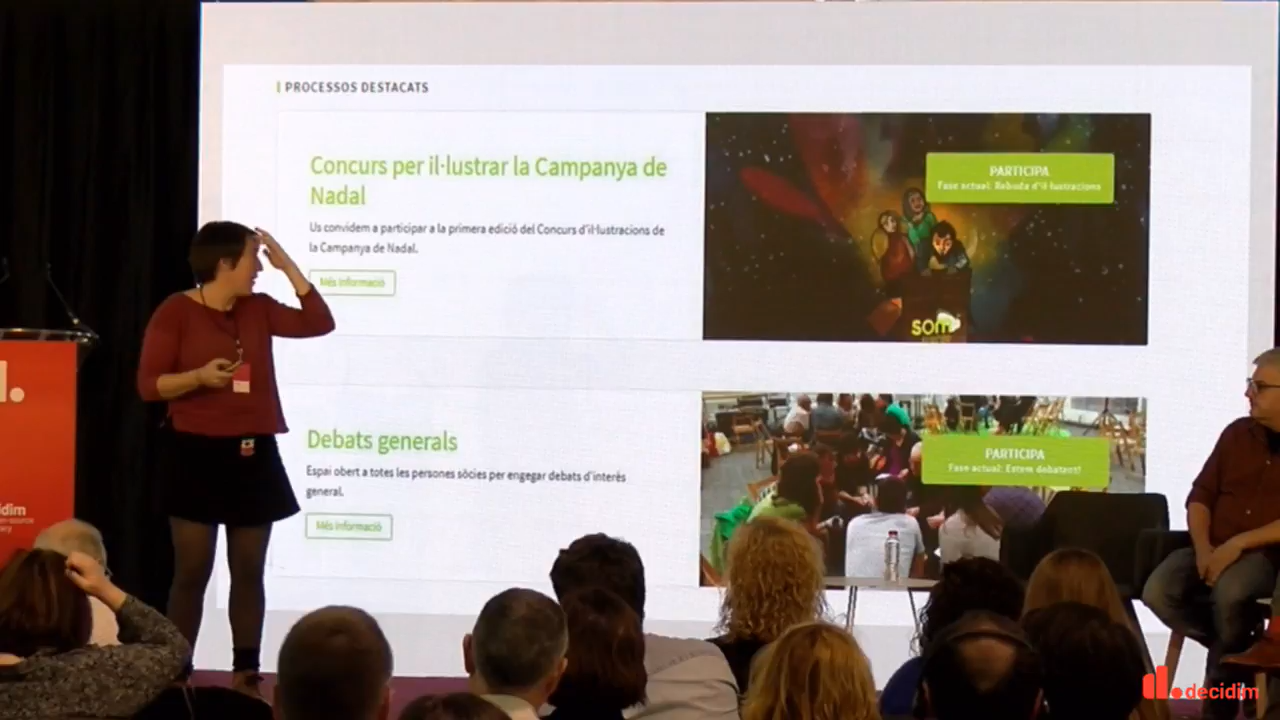 PROCESSOS DESTACATS
Concurs per il·lustrar la Campanya de
Nadal
Us convidem a participar a la primera edició del Concurs d'il·lustracions de
la Campanya de Nadal.
Més informació
PARTICIPA
Fase actual: Rebuda d'il·lustracions
som
Debats generals
Espai obert a totes les persones sòcies per engegar debats d'interès
general.
Més informació
PARTICIPA
Fase actual: Estem debatent!
decidim